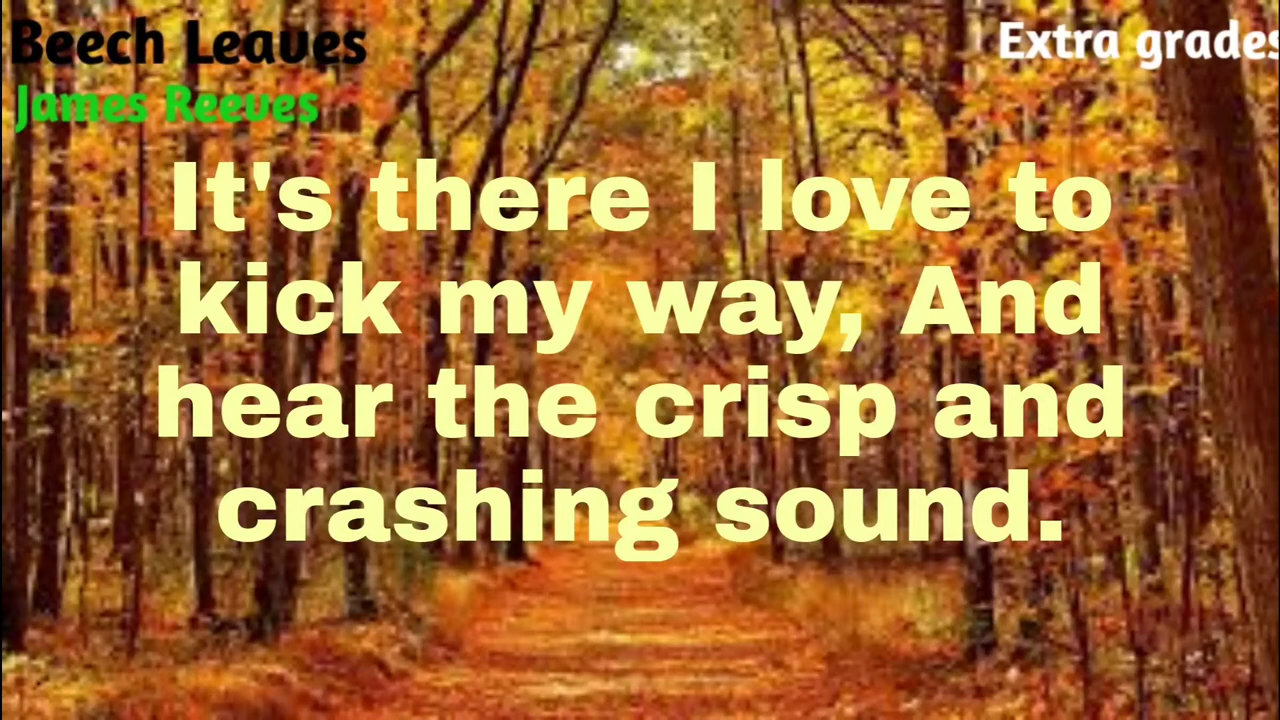 Beech Leaves
James Reeves
Extra grades
It's there I love to
kick my way, And
hear the crisp and
crashing sound.